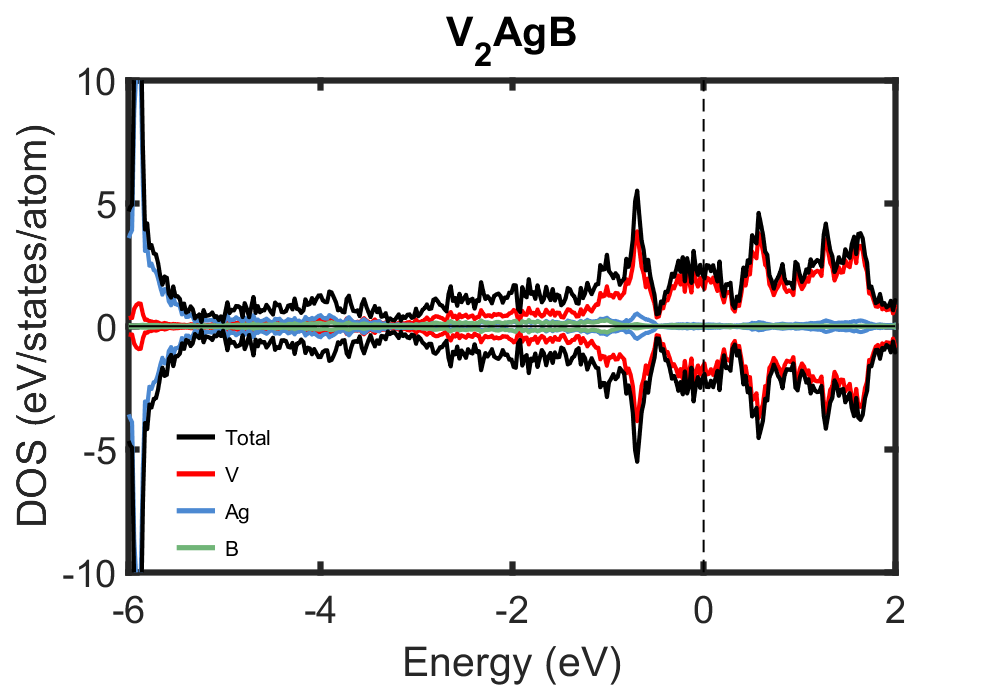 V₂AgB
10
5
0
-5
-10
DOS (eV/states/atom)
Total
V
Ag
B
-6 -4 -2 0 2
Energy (eV)